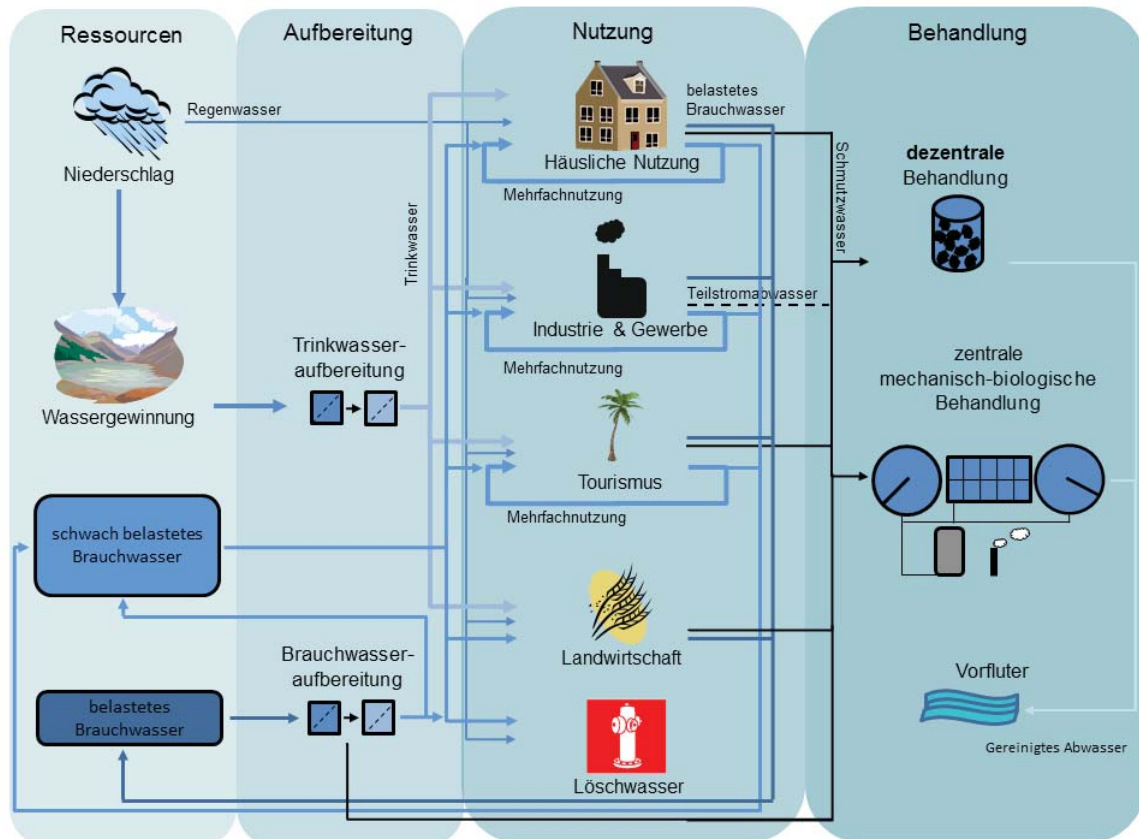 Ressourcen
Aufbereitung
Nutzung
Behandlung
Regenwasser
Niederschlag
Wassergewinnung
schwach belastetes
Brauchwasser
belastetes
Brauchwasser
Trinkwasser-
aufbereitung
Brauchwasser-
aufbereitung
Trinkwasser
Häusliche Nutzung
Mehrfachnutzung
belastetes
Brauchwasser
Schmutzwasser
Teilstromabwasser
Industrie & Gewerbe
Mehrfachnutzung
Tourismus
Mehrfachnutzung
Landwirtschaft
Löschwasser
dezentrale
Behandlung
zentrale
mechanisch-biologische
Behandlung
Vorfluter
Gereinigtes Abwasser